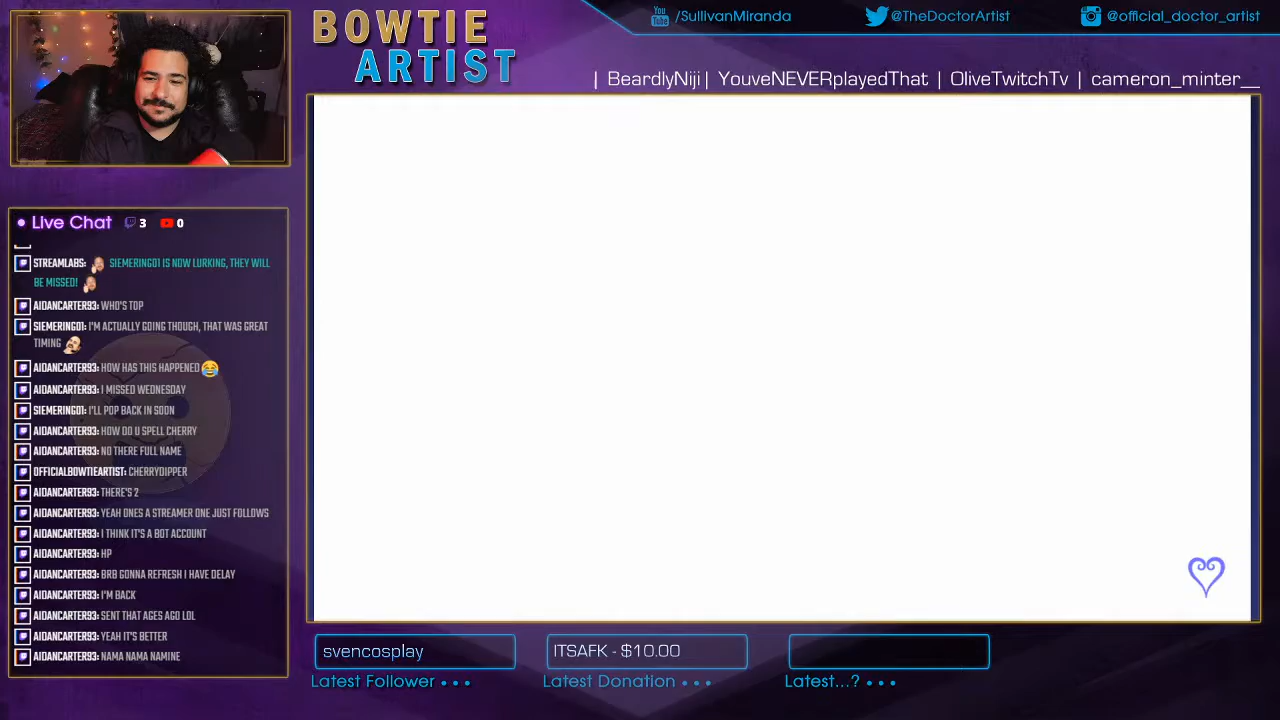 BOWTIE
ARTIST
You Tube /SullivanMiranda
@TheDoctorArtist
@official_doctor_artist
| BeardlyNiji| YouveNEVERplayedThat | OliveTwitchTv | cameron_minter__
Live Chat 3 0
STREAMLABS: SIEMERING01 IS NOW LURKING, THEY WILL
BE MISSED!
AIDANCARTER93: WHO'S TOP
SIEMERING01: I'M ACTUALLY GOING THOUGH, THAT WAS GREAT
TIMING
AIDANCARTER93: HOW HAS THIS HAPPENED 😂
AIDANCARTER93: I MISSED WEDNESDAY
SIEMERING01: I'LL POP BACK IN SOON
AIDANCARTER93: HOW DO U SPELL CHERRY
AIDANCARTER93: NO THERE FULL NAME
OFFICIALBOWTIEARTIST: CHERRYDIPPER
AIDANCARTER93: THERE'S 2
AIDANCARTER93: YEAH ONES A STREAMER ONE JUST FOLLOWS
AIDANCARTER93: I THINK IT'S A BOT ACCOUNT
AIDANCARTER93: HP
AIDANCARTER93: BRB GONNA REFRESH I HAVE DELAY
AIDANCARTER93: I'M BACK
AIDANCARTER93: SENT THAT AGES AGO LOL
AIDANCARTER93: YEAH IT'S BETTER
AIDANCARTER93: NAMA NAMA NAMINE
svencosplay
Latest Follower • • •
ITSAFK - $10.00
Latest Donation • • •
Latest...? • • •